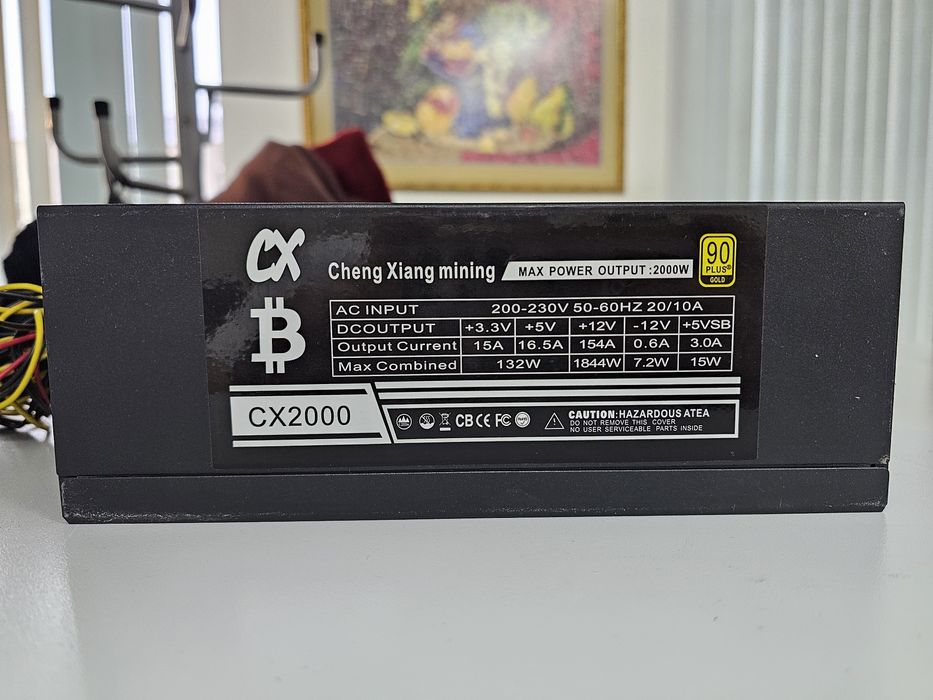 CX
Cheng Xiang mining
MAX POWER OUTPUT :2000W
90
PLUS®
GOLD
AC INPUT 200-230V 50-60HZ 20/10A
DCOUTPUT +3.3V +5V +12V -12V +5VSB
Output Current 15A 16.5A 154A 0.6A 3.0A
Max Combined 132W 1844W 7.2W 15W
CX2000
CB CE FC
CAUTION:HAZARDOUS ATEA
DO NOT REMOVE THIS COVER
NO USER SERVICEABLE PARTS INSIDE